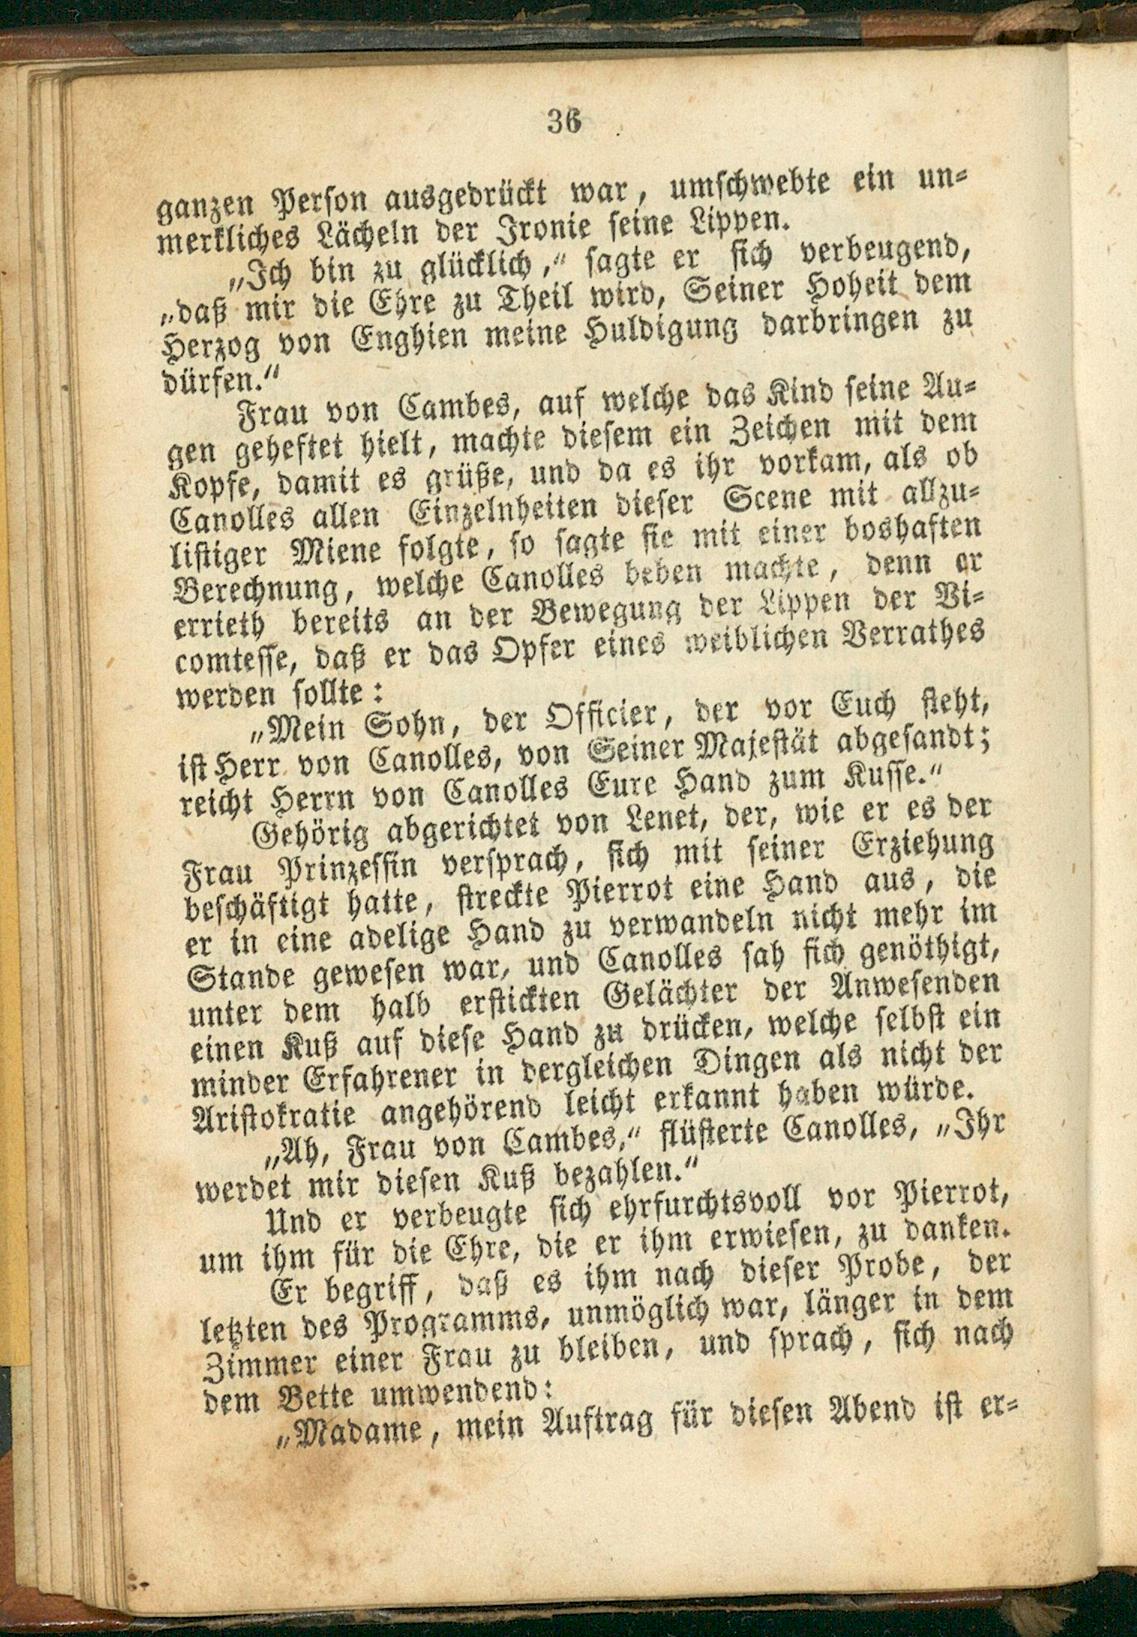 36
ganzen Person ausgedrückt war, umschwebte ein un-
merkliches Lächeln der Ironie seine Lippen.
„Ich bin zu glücklich,“ sagte er sich verbeugend,
„daß mir die Ehre zu Theil wird, Seiner Hoheit dem
Herzog von Enghien meine Huldigung darbringen zu
dürfen.“
Frau von Cambes, auf welche das Kind seine Au-
gen geheftet hielt, machte diesem ein Zeichen mit dem
Kopfe, damit es grüße, und da es ihr vorkam, als ob
Canolles allen Einzelnheiten dieser Scene mit allzu-
listiger Miene folgte, so sagte sie mit einer boshaften
Berechnung, welche Canolles beben machte, denn er
errieth bereits an der Bewegung der Lippen der Vi-
comtesse, daß er das Opfer eines weiblichen Verrathes
werden sollte:
„Mein Sohn, der Officier, der vor Euch steht,
ist Herr von Canolles, von Seiner Majestät abgesandt;
reicht Herrn von Canolles Eure Hand zum Kusse.“
Gehörig abgerichtet von Lenet, der, wie er es der
Frau Prinzessin versprach, sich mit seiner Erziehung
beschäftigt hatte, streckte Pierrot eine Hand aus, die
er in eine adelige Hand zu verwandeln nicht mehr im
Stande gewesen war, und Canolles sah sich genöthigt,
unter dem halb erstickten Gelächter der Anwesenden
einen Kuß auf diese Hand zu drücken, welche selbst ein
minder Erfahrener in dergleichen Dingen als nicht der
Aristokratie angehörend leicht erkannt haben würde.
„Ah, Frau von Cambes,“ flüsterte Canolles, „Ihr
werdet mir diesen Kuß bezahlen.“
Und er verbeugte sich ehrfurchtsvoll vor Pierrot,
um ihm für die Ehre, die er ihm erwiesen, zu danken.
Er begriff, daß es ihm nach dieser Probe, der
letzten des Programms, unmöglich war, länger in dem
Zimmer einer Frau zu bleiben, und sprach, sich nach
dem Bette umwendend:
„Madame, mein Auftrag für diesen Abend ist er-